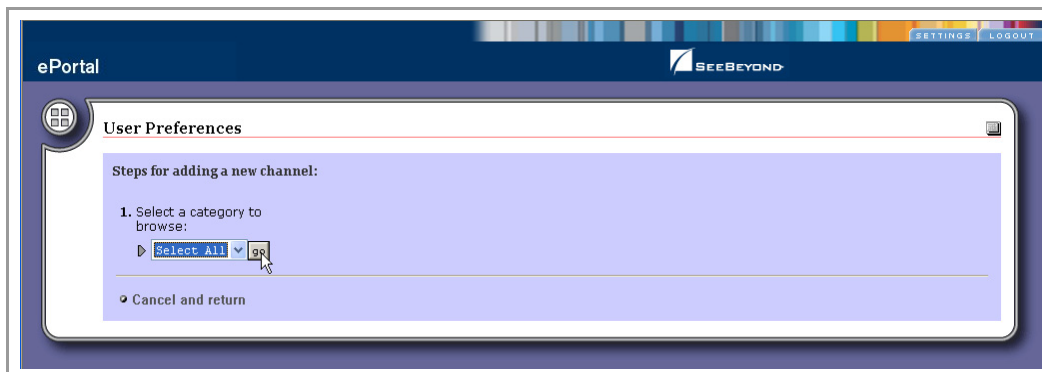 SETTINGS LOGOUT
ePortal
SEEBEYOND
User Preferences
Steps for adding a new channel:
1. Select a category to
browse:
Select All go
Cancel and return